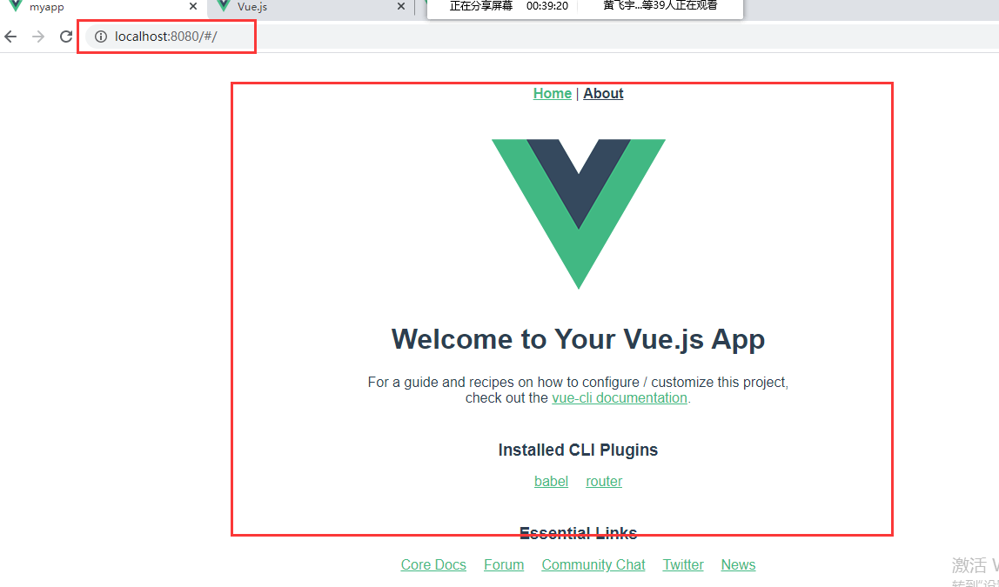 myapp
Vue.js
正在分享屏幕 00:39:20 黄飞宇...等39人正在观看
localhost:8080/#/
Home | About
Welcome to Your Vue.js App
For a guide and recipes on how to configure / customize this project,
check out the vue-cli documentation.
Installed CLI Plugins
babel router
Essential Links
Core Docs Forum Community Chat Twitter News
激活
转到"设